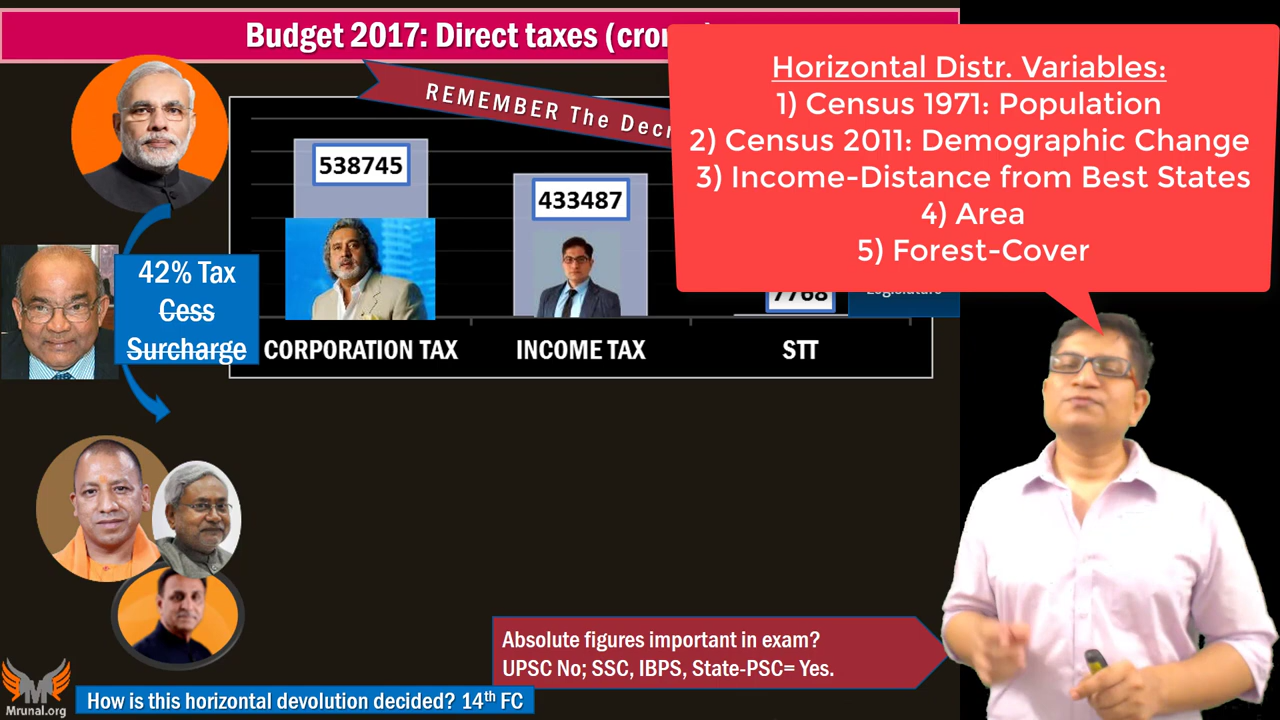 Budget 2017: Direct taxes (cro
REMEMBER The Decr
538745
433487
7768
Legislature
CORPORATION TAX
INCOME TAX
STT
42% Tax
Cess
Surcharge
Horizontal Distr. Variables:
1) Census 1971: Population
2) Census 2011: Demographic Change
3) Income-Distance from Best States
4) Area
5) Forest-Cover
Absolute figures important in exam?
UPSC No; SSC, IBPS, State-PSC= Yes.
How is this horizontal devolution decided? 14th FC
Mrunal.org